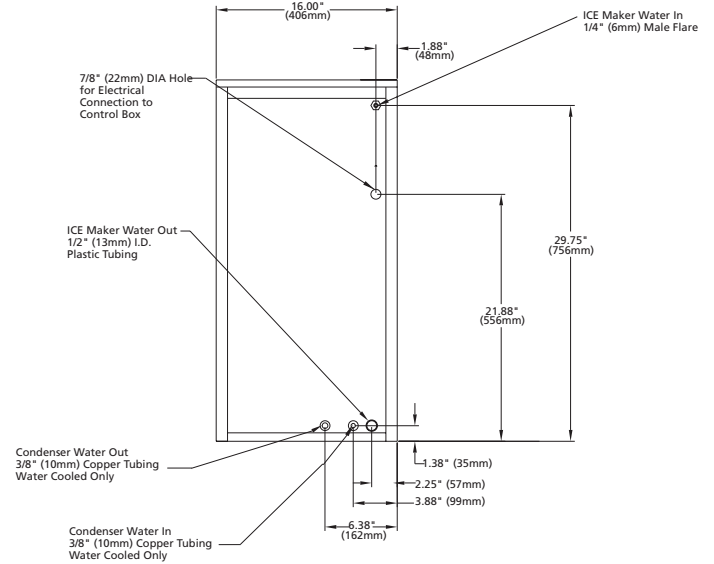 16.00"
(406mm)
ICE Maker Water In
1/4" (6mm) Male Flare
1.88"
(48mm)
7/8" (22mm) DIA Hole
for Electrical
Connection to
Control Box
ICE Maker Water Out
1/2" (13mm) I.D.
Plastic Tubing
29.75"
(756mm)
21.88"
(556mm)
Condenser Water Out
3/8" (10mm) Copper Tubing
Water Cooled Only
1.38" (35mm)
2.25" (57mm)
3.88" (99mm)
6.38"
(162mm)
Condenser Water In
3/8" (10mm) Copper Tubing
Water Cooled Only